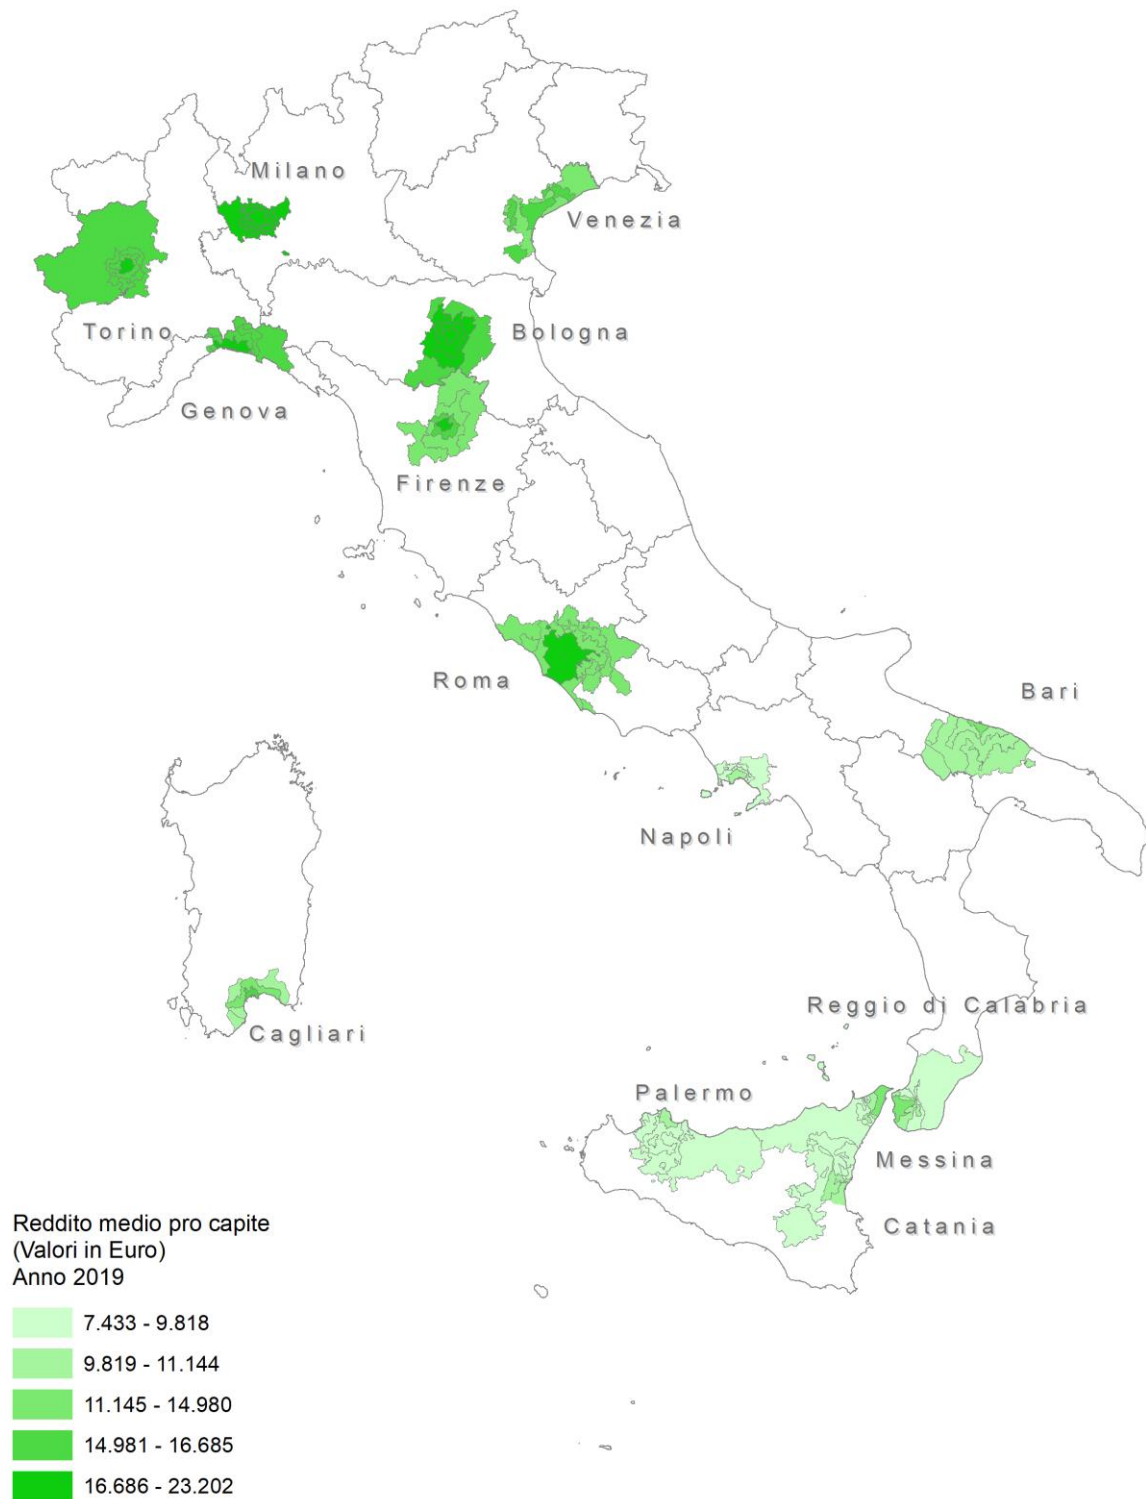 Milano
Venezia
Torino
Bologna
Genova
Firenze
Roma
Bari
Napoli
Reggio di Calabria
Cagliari
Palermo
Messina
Catania
Reddito medio pro capite
(Valori in Euro)
Anno 2019
7.433 - 9.818
9.819 - 11.144
11.145 - 14.980
14.981 - 16.685
16.686 - 23.202